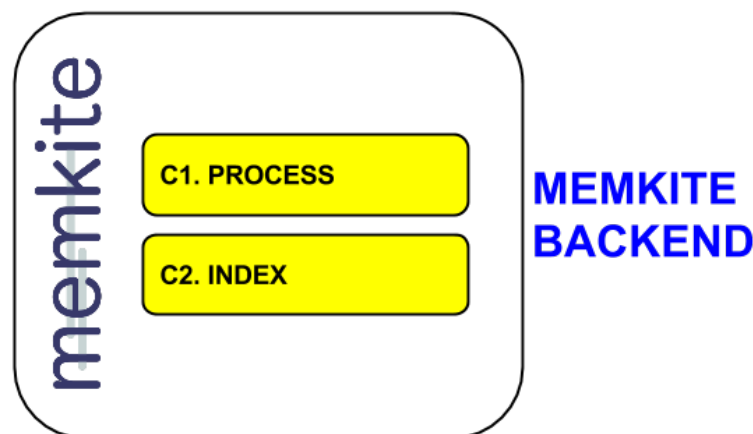 memkite
C1. PROCESS
C2. INDEX
MEMKITE
BACKEND